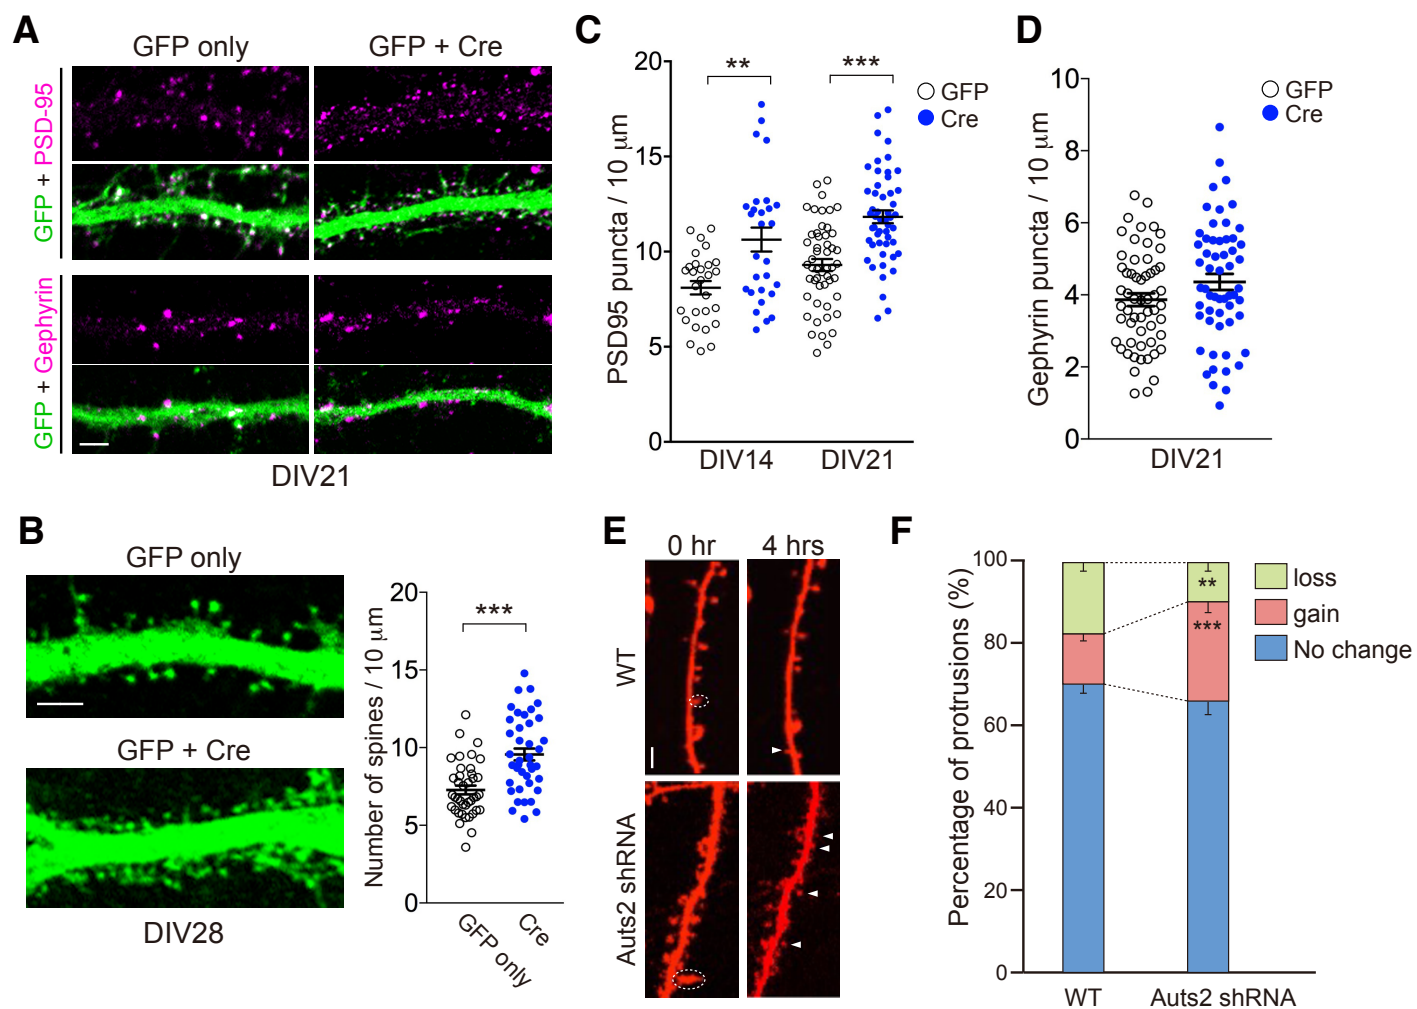 A
GFP only
GFP + Cre
GFP + PSD-95
GFP + Gephyrin
DIV21
B
GFP only
GFP + Cre
DIV28
Number of spines / 10 μm
20
15
10
5
0
***
GFP only
Cre
C
PSD95 puncta / 10 μm
20
15
10
5
0
**
***
GFP
Cre
DIV14
DIV21
D
Gephyrin puncta / 10 μm
10
8
6
4
2
0
GFP
Cre
DIV21
E
0 hr
4 hrs
WT
Auts2 shRNA
F
Percentage of protrusions (%)
100
80
60
40
20
0
**
***
loss
gain
No change
WT
Auts2 shRNA